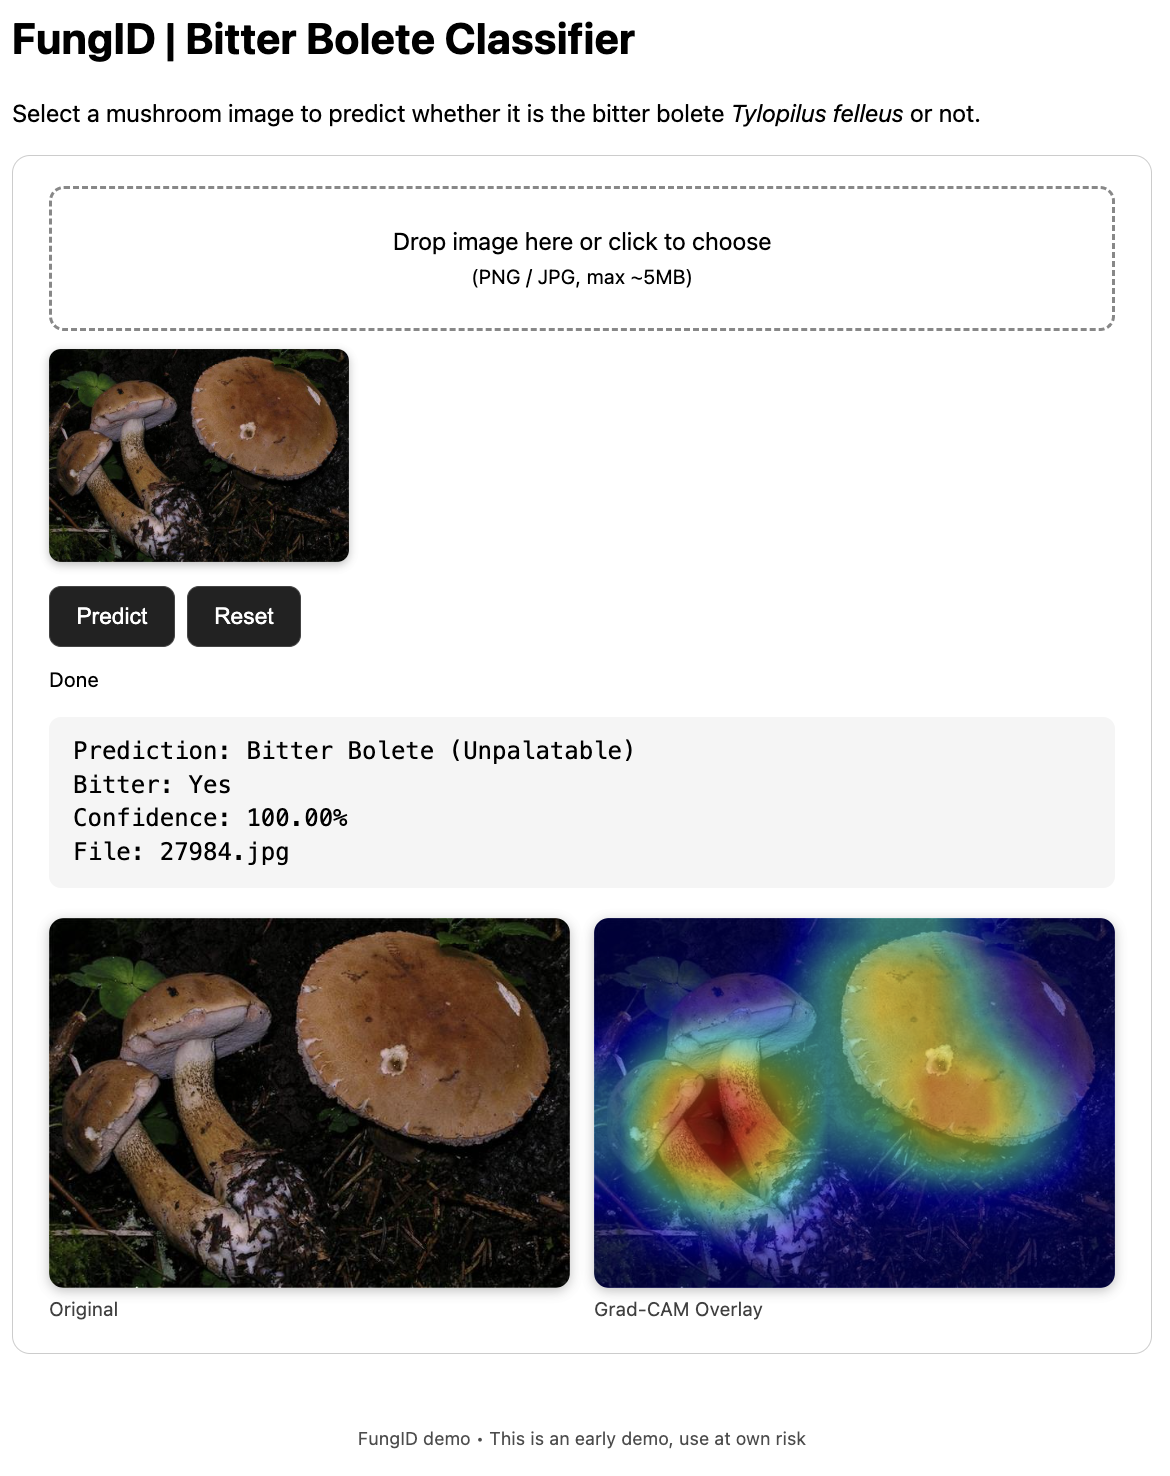 FungID | Bitter Bolete Classifier
Select a mushroom image to predict whether it is the bitter bolete Tylopilus felleus or not.
Drop image here or click to choose
(PNG / JPG, max ~5MB)
Predict
Reset
Done
Prediction: Bitter Bolete (Unpalatable)
Bitter: Yes
Confidence: 100.00%
File: 27984.jpg
Original
Grad-CAM Overlay
FungID demo • This is an early demo, use at own risk